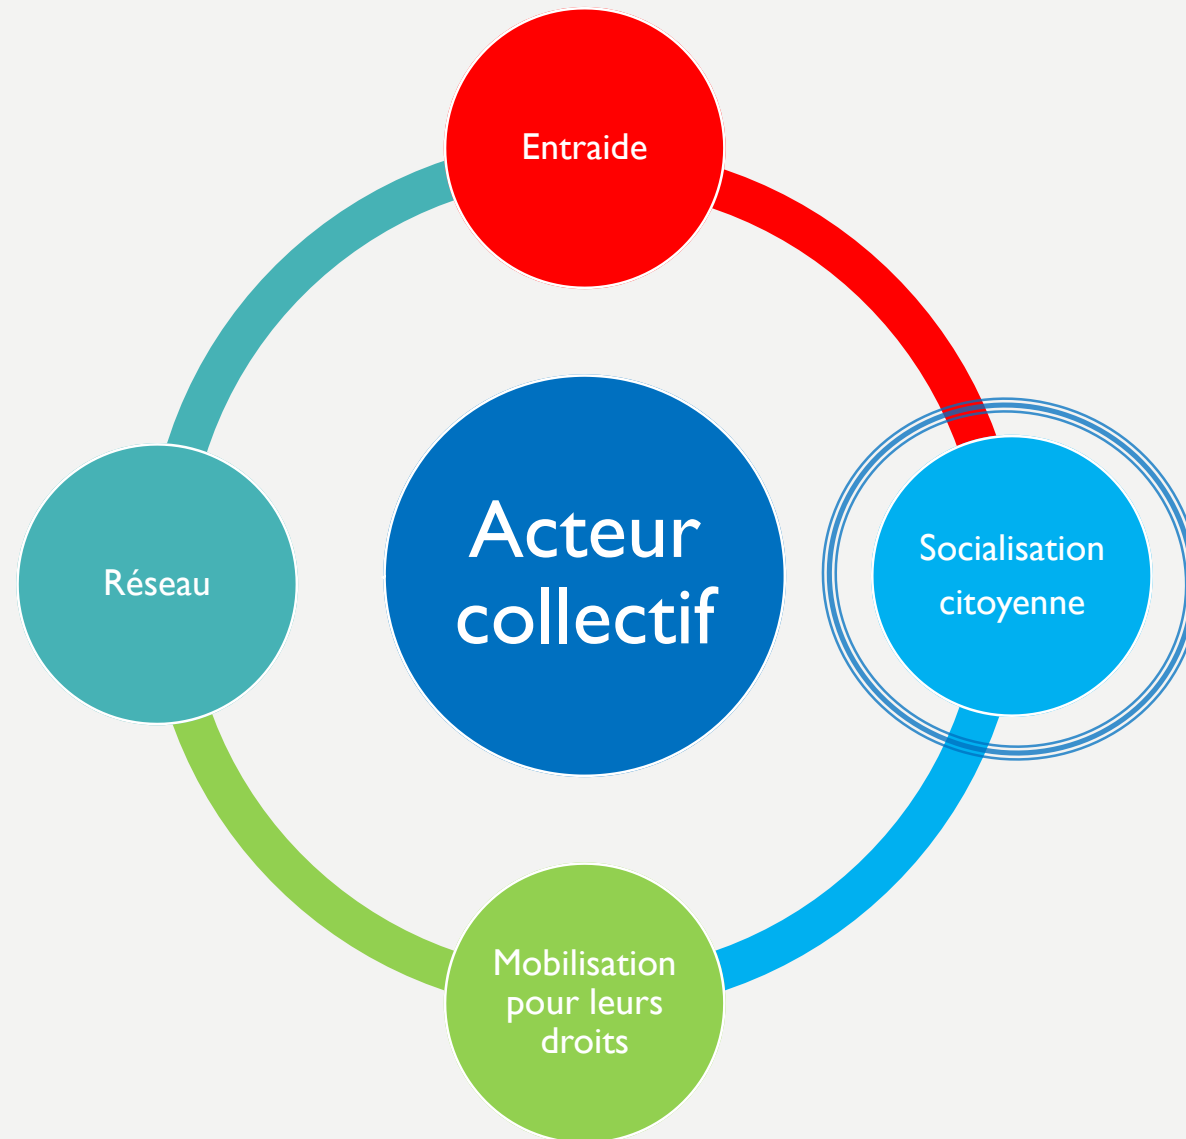 Entraide
Acteur
collectif
Socialisation
citoyenne
Réseau
Mobilisation
pour leurs
droits